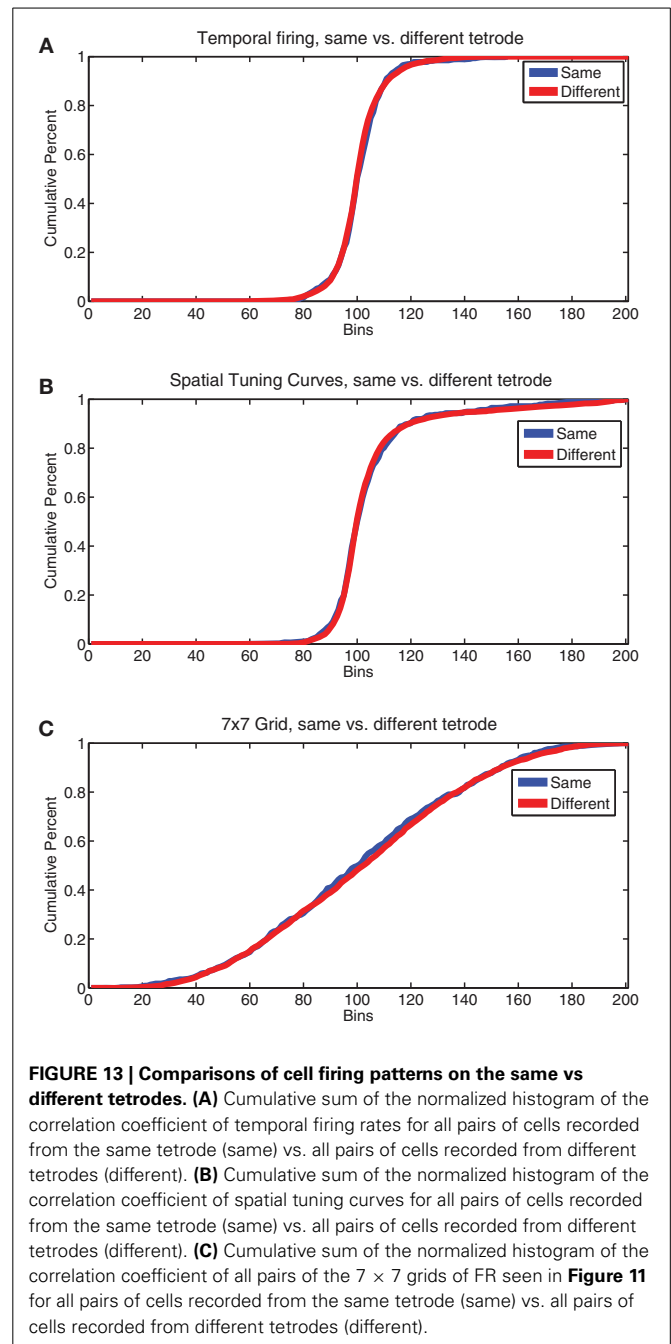 A
Temporal firing, same vs. different tetrode
1
0.8
0.6
0.4
0.2
0
Cumulative Percent
Same
Different
0 20 40 60 80 100 120 140 160 180 200
Bins
B
Spatial Tuning Curves, same vs. different tetrode
1
0.8
0.6
0.4
0.2
0
Cumulative Percent
Same
Different
0 20 40 60 80 100 120 140 160 180 200
Bins
C
7x7 Grid, same vs. different tetrode
1
0.8
0.6
0.4
0.2
0
Cumulative Percent
Same
Different
0 20 40 60 80 100 120 140 160 180 200
Bins
FIGURE 13 | Comparisons of cell firing patterns on the same vs
different tetrodes. (A) Cumulative sum of the normalized histogram of the
correlation coefficient of temporal firing rates for all pairs of cells recorded
from the same tetrode (same) vs. all pairs of cells recorded from different
tetrodes (different). (B) Cumulative sum of the normalized histogram of the
correlation coefficient of spatial tuning curves for all pairs of cells recorded
from the same tetrode (same) vs. all pairs of cells recorded from different
tetrodes (different). (C) Cumulative sum of the normalized histogram of the
correlation coefficient of all pairs of the 7 × 7 grids of FR seen in Figure 11
for all pairs of cells recorded from the same tetrode (same) vs. all pairs of
cells recorded from different tetrodes (different).